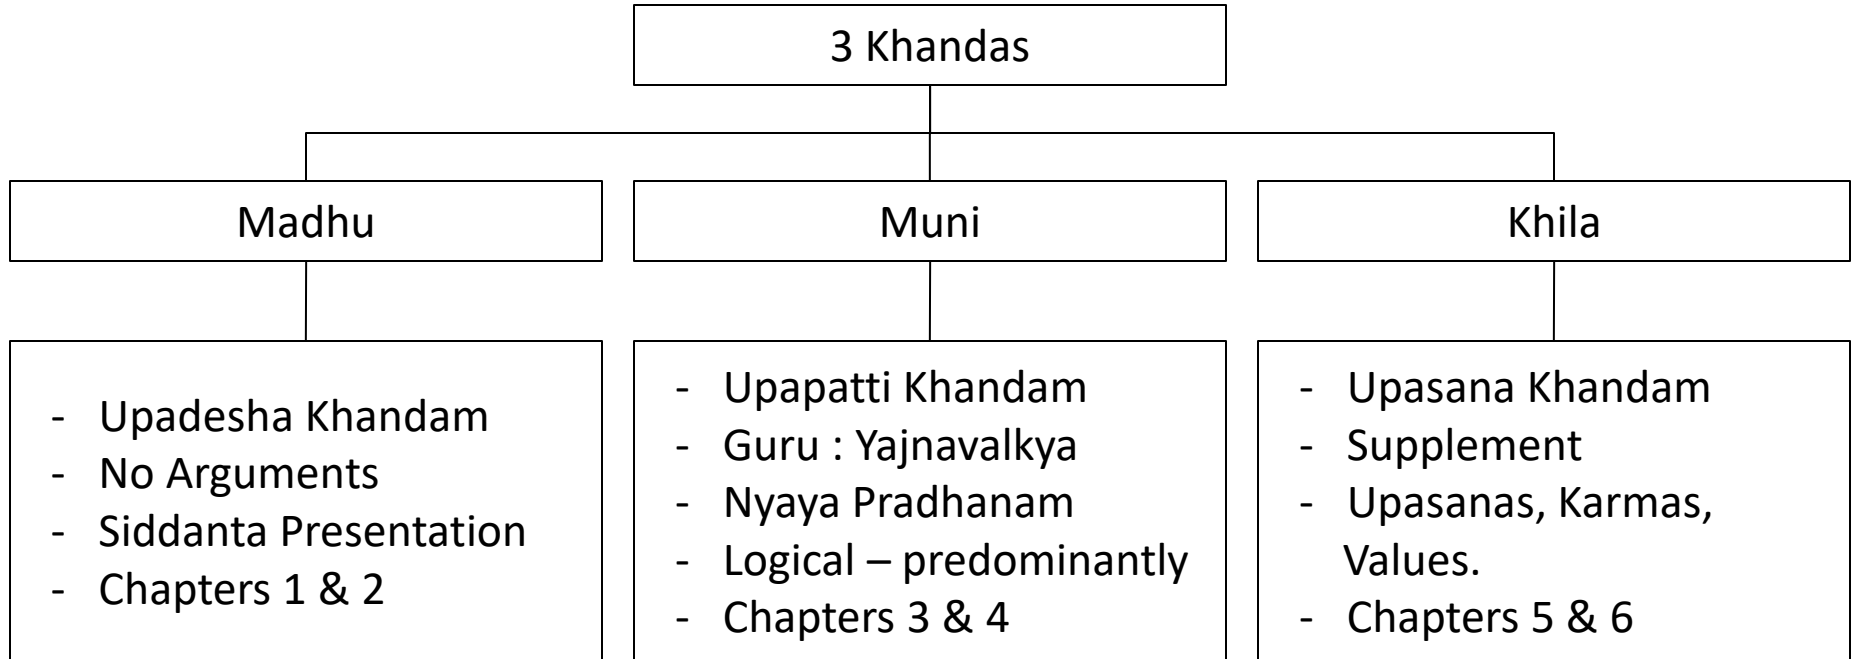 3 Khandas
Madhu
Muni
Khila
- Upadesha Khandam
- No Arguments
- Siddanta Presentation
- Chapters 1 & 2
- Upapatti Khandam
- Guru : Yajnavalkya
- Nyaya Pradhanam
- Logical – predominantly
- Chapters 3 & 4
- Upasana Khandam
- Supplement
- Upasanas, Karmas,
Values.
- Chapters 5 & 6